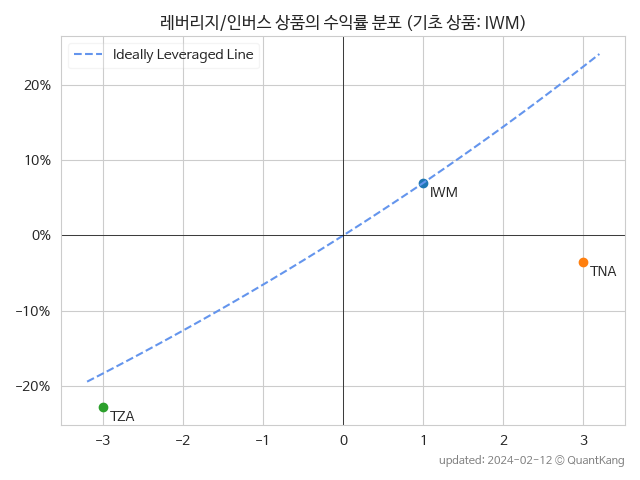 레버리지/인버스 상품의 수익률 분포 (기초 상품: IWM)
Ideally Leveraged Line
20%
10%
0%
−10%
−20%
IWM
TNA
TZA
−3 −2 −1 0 1 2 3
updated: 2024-02-12 © QuantKang